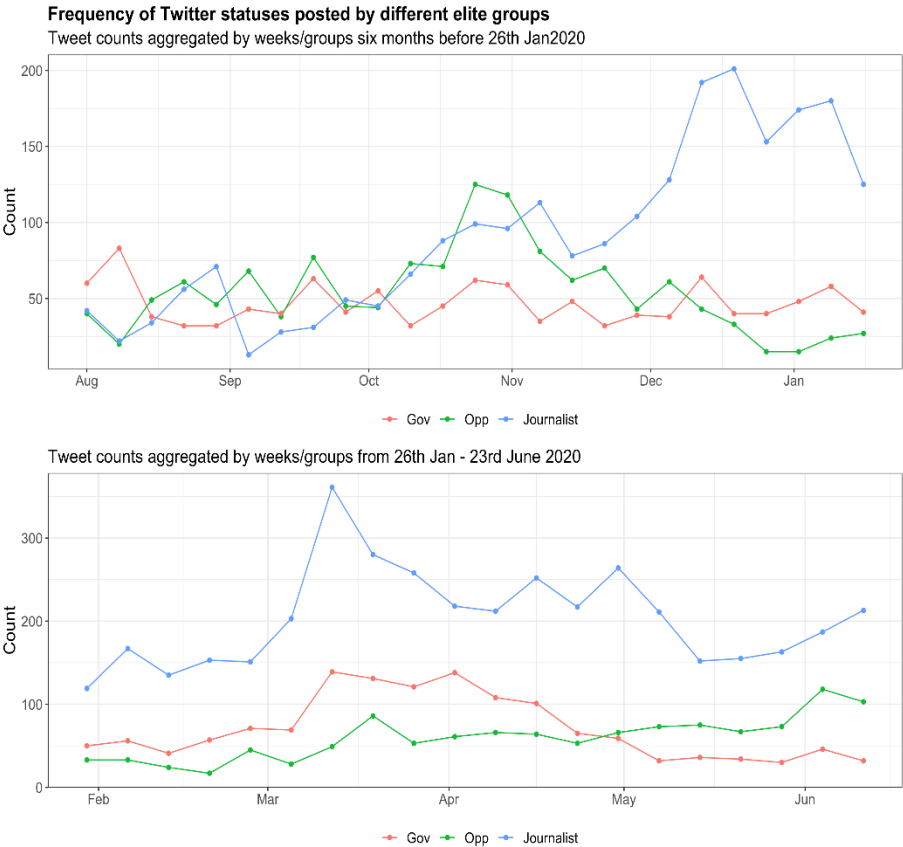 Frequency of Twitter statuses posted by different elite groups
Tweet counts aggregated by weeks/groups six months before 26th Jan2020
200
150
100
50
Count
Aug Sep Oct Nov Dec Jan
Gov Opp Journalist
Tweet counts aggregated by weeks/groups from 26th Jan - 23rd June 2020
300
200
100
0
Count
Feb Mar Apr May Jun
Gov Opp Journalist